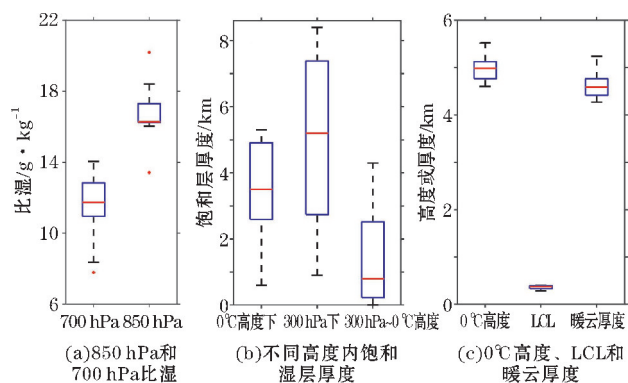 比湿/g·kg⁻¹
22
18
14
10
6
700 hPa 850 hPa
(a)850 hPa和
700 hPa比湿
饱和层厚度/km
8
6
4
2
0
0℃高度下 300 hPa下 300 hPa~0℃高度
(b)不同高度内饱和
湿层厚度
高度或厚度/km
6
4
2
0
0℃高度 LCL 暖云厚度
(c)0℃高度、LCL和
暖云厚度